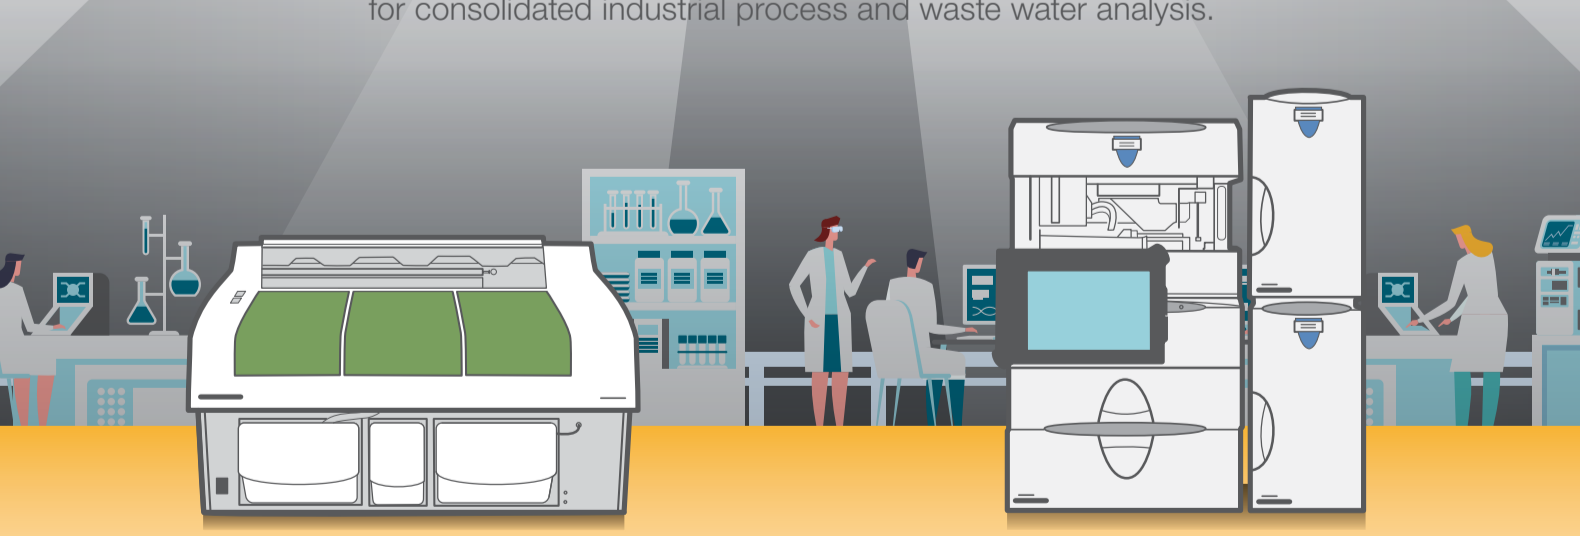 for consolidated industrial process and waste water analysis.